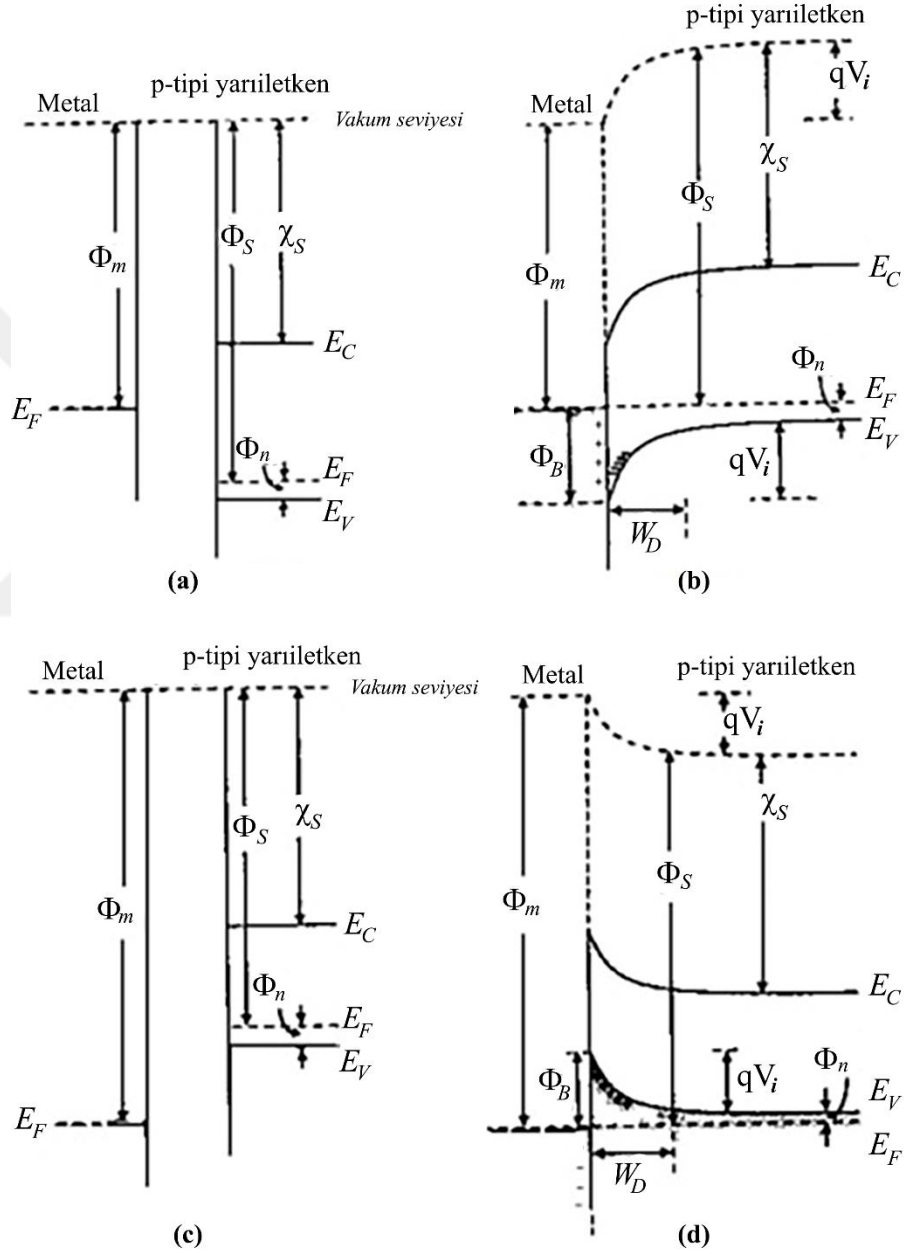 p-tipi yarıiletken
Metal
Vakum seviyesi
Φm
ΦS
χS
EC
EF
Φn
EF
EV
(a)
p-tipi yarıiletken
Metal
qVi
χS
ΦS
Φm
EC
Φn
EF
EV
ΦB
qVi
WD
(b)
p-tipi yarıiletken
Metal
Vakum seviyesi
χS
ΦS
Φm
EC
Φn
EF
EV
EF
(c)
p-tipi yarıiletken
Metal
qVi
χS
ΦS
Φm
EC
ΦB
qVi
Φn
EV
EF
WD
(d)